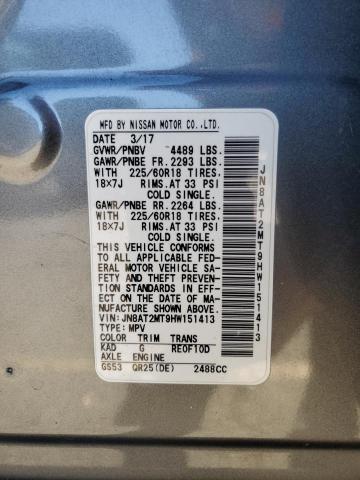 MFD BY NISSAN MOTOR CO.,LTD.
DATE 3/17
GVWR/PNBV 4489 LBS.
GAWR/PNBE FR.2293 LBS.
WITH 225/60R18 TIRES.
18X7J RIMS.AT 33 PSI
COLD SINGLE.
GAWR/PNBE RR.2264 LBS.
WITH 225/60R18 TIRES.
18X7J RIMS.AT 33 PSI
COLD SINGLE.
THIS VEHICLE CONFORMS
TO ALL APPLICABLE FED-
ERAL MOTOR VEHICLE SA-
FETY AND THEFT PREVENTION
STANDARDS IN EFF-
ECT ON THE DATE OF MA-
NUFACTURE SHOWN ABOVE
VIN: JN8AT2MT9HW151413
TYPE: MPV
COLOR TRIM TRANS
KAD G RE0F10D
AXLE ENGINE
GS53 QR25(DE) 2488CC
JN8AT2MT9HW151413